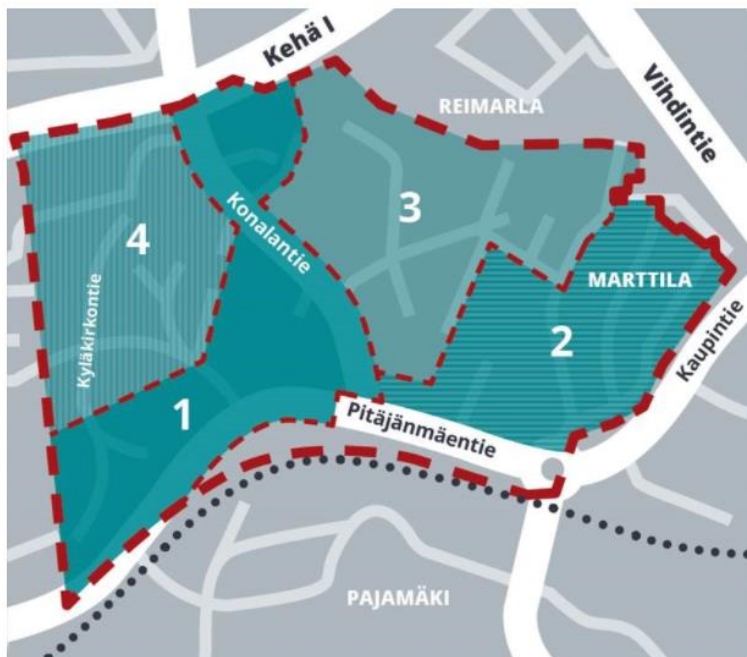 Kehä I
REIMARLA
Vihdintie
3
Konalantie
4
MARTTILA
Kyläkirkontie
2
Kaupintie
1
Pitäjänmäentie
PAJAMÄKI